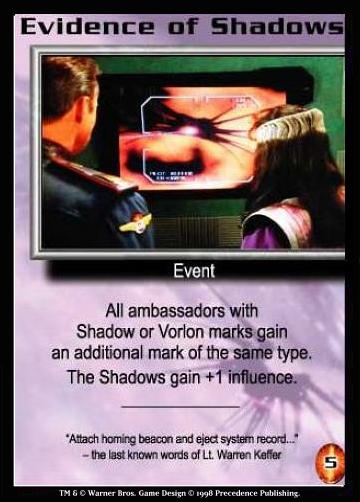 Evidence of Shadows
Event
All ambassadors with
Shadow or Vorlon marks gain
an additional mark of the same type.
The Shadows gain +1 influence.
"Attach homing beacon and eject system record..."
– the last known words of Lt. Warren Keffer
5
TM & © Warner Bros. Game Design © 1998 Precedence Publishing.